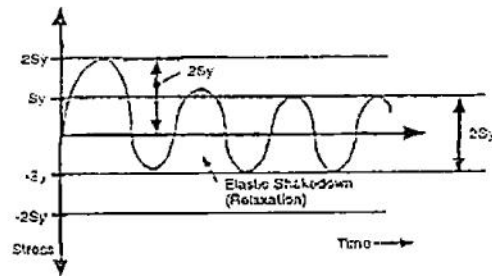 2Sy
2Sy
Sy
2Sy
Elastic Shakedown
(Relaxation)
-2Sy
Stress
Time